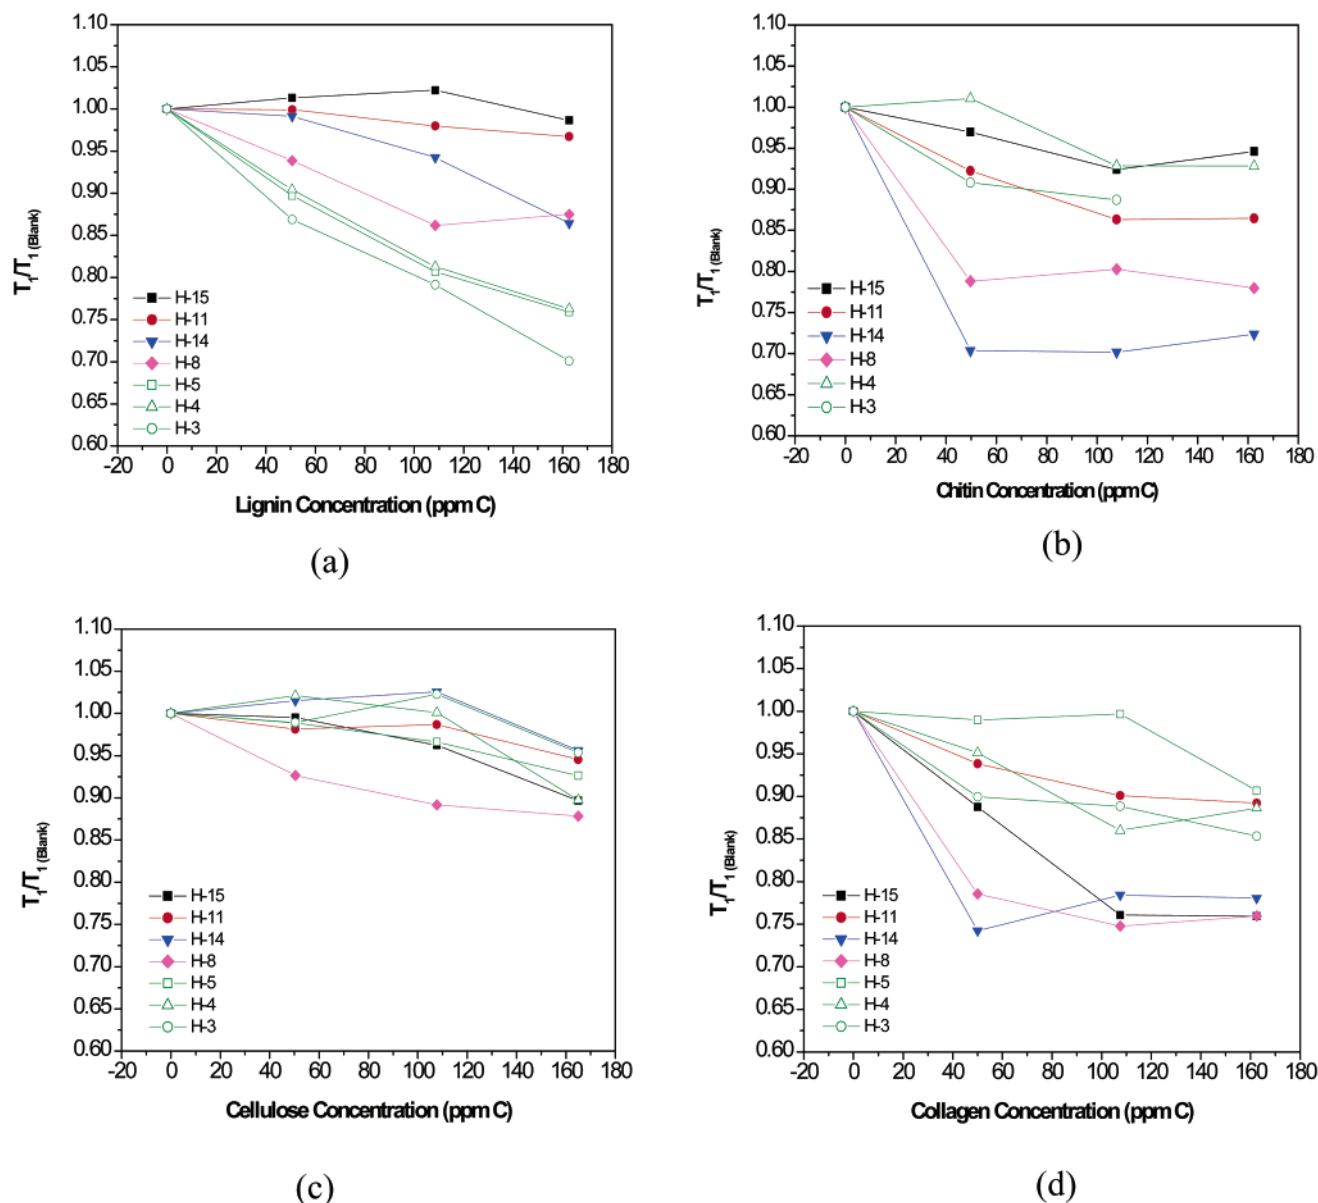 1.10
1.05
1.00
0.95
0.90
0.85
0.80
0.75
0.70
0.65
0.60
T1/T1 (Blank)
H-15
H-11
H-14
H-8
H-5
H-4
H-3
-20 0 20 40 60 80 100 120 140 160 180
Lignin Concentration (ppm C)
(a)
1.10
1.05
1.00
0.95
0.90
0.85
0.80
0.75
0.70
0.65
0.60
T1/T1 (Blank)
H-15
H-11
H-14
H-8
H-4
H-3
-20 0 20 40 60 80 100 120 140 160 180
Chitin Concentration (ppm C)
(b)
1.10
1.05
1.00
0.95
0.90
0.85
0.80
0.75
0.70
0.65
0.60
T1/T1 (Blank)
H-15
H-11
H-14
H-8
H-5
H-4
H-3
-20 0 20 40 60 80 100 120 140 160 180
Cellulose Concentration (ppm C)
(c)
1.10
1.05
1.00
0.95
0.90
0.85
0.80
0.75
0.70
0.65
0.60
T1/T1 (Blank)
H-15
H-11
H-14
H-8
H-5
H-4
H-3
-20 0 20 40 60 80 100 120 140 160 180
Collagen Concentration (ppm C)
(d)